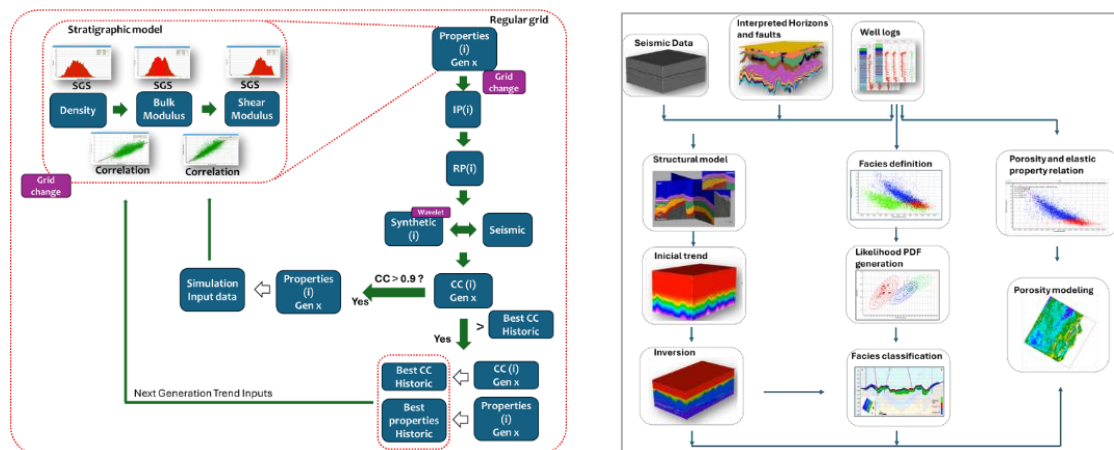 Regular grid
Stratigraphic model
SGS
SGS
SGS
Density
Bulk
Modulus
Shear
Modulus
Correlation
Correlation
Grid
change
Properties
(i)
Gen x
Grid
change
IP(i)
RP(i)
Wavelet
Synthetic
(i)
Seismic
CC (i)
Gen x
CC > 0.9 ?
Yes
Properties
(i)
Gen x
Simulation
Input data
>
Best CC
Historic
Yes
Best CC
Historic
CC (i)
Gen x
Best
properties
Historic
Properties
(i)
Gen x
Next Generation Trend Inputs
Seismic Data
Interpreted Horizons
and faults
Well logs
Structural model
Facies definition
Porosity and elastic
property relation
Inicial trend
Likelihood PDF
generation
Porosity modeling
Inversion
Facies classification